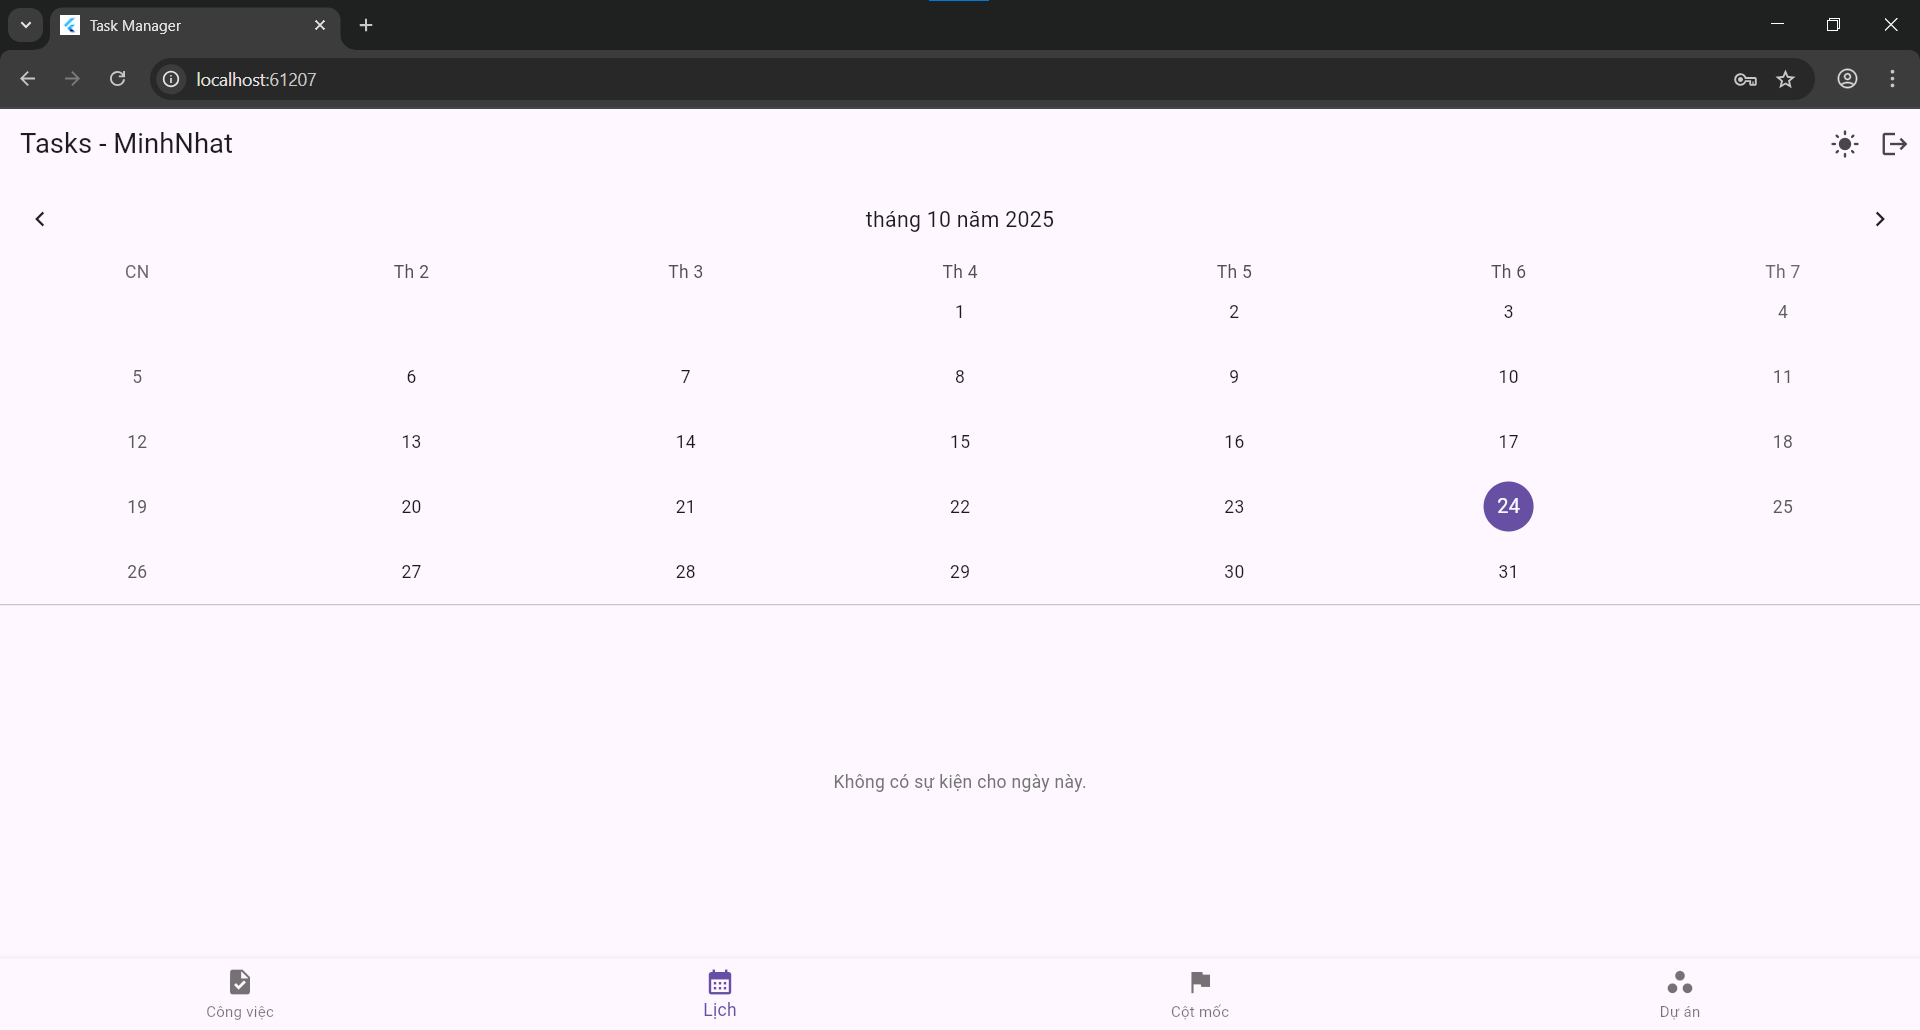 Task Manager
localhost:61207
Tasks - MinhNhat
tháng 10 năm 2025
CN Th 2 Th 3 Th 4 Th 5 Th 6 Th 7
1 2 3 4
5 6 7 8 9 10 11
12 13 14 15 16 17 18
19 20 21 22 23 24 25
26 27 28 29 30 31
Không có sự kiện cho ngày này.
Công việc Lịch Cột mốc Dự án